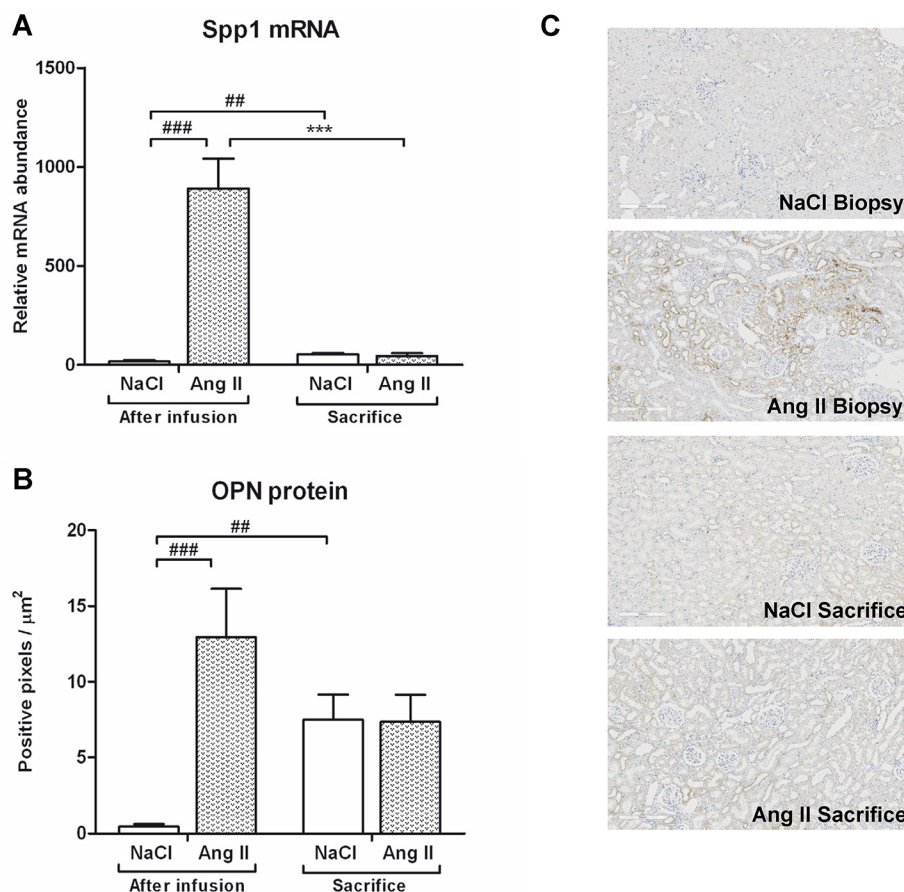 A
Spp1 mRNA
Relative mRNA abundance
1500
1000
500
0
##
###
***
NaCl
Ang II
NaCl
Ang II
After infusion
Sacrifice
B
OPN protein
Positive pixels / μm²
20
15
10
5
0
##
###
NaCl
Ang II
NaCl
Ang II
After infusion
Sacrifice
C
NaCl Biopsy
Ang II Biopsy
NaCl Sacrifice
Ang II Sacrifice